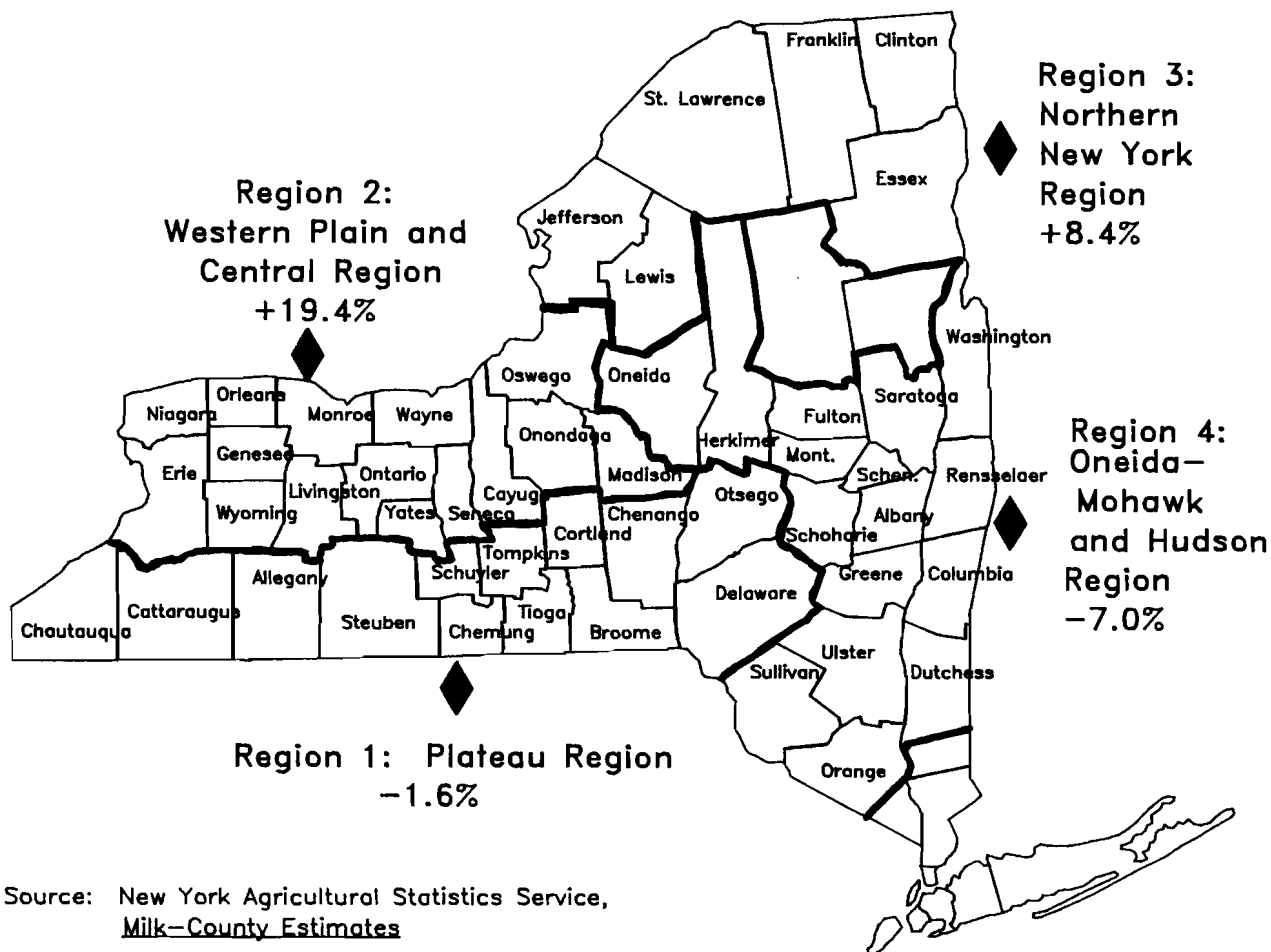 Franklin
Clinton
St. Lawrence
Region 3:
Northern
New York
Region
+8.4%
Essex
Region 2:
Western Plain and
Central Region
+19.4%
Jefferson
Lewis
Washington
Oswego
Oneida
Saratoga
Orleans
Niagara
Monroe
Wayne
Fulton
Onondaga
Herkimer
Mont.
Region 4:
Oneida-
Mohawk
and Hudson
Region
-7.0%
Genesee
Erie
Ontario
Madison
Schen.
Rensselaer
Livingston
Cayug
Otsego
Wyoming
Yates
Seneca
Chenango
Albany
Cortland
Schoharie
Tompkins
Allegany
Schuyler
Greene
Columbia
Cattaraugus
Tioga
Delaware
Chautauqua
Steuben
Chemung
Broome
Ulster
Sullivan
Dutchess
Region 1: Plateau Region
-1.6%
Orange
Source: New York Agricultural Statistics Service,
Milk-County Estimates